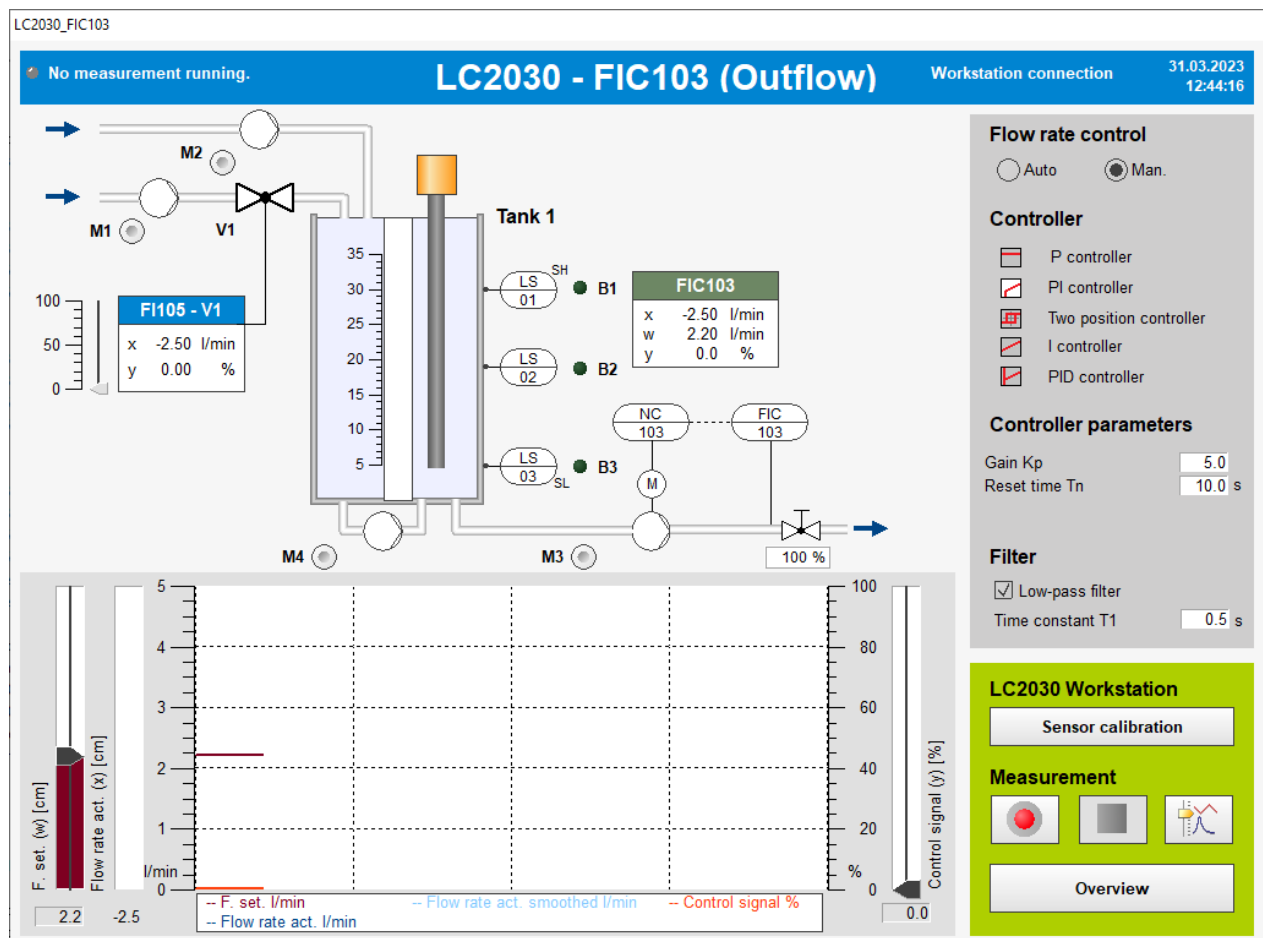 LC2030_FIC103
No measurement running.
LC2030 - FIC103 (Outflow)
Workstation connection
31.03.2023
12:44:16
M2
M1
V1
Tank 1
35
30
25
20
15
10
5
100
50
0
FI105 - V1
x -2.50 l/min
y 0.00 %
LS
01
SH
B1
LS
02
B2
LS
03
SL
B3
FIC103
x -2.50 l/min
w 2.20 l/min
y 0.0 %
NC
103
FIC
103
M
M4
M3
100 %
Flow rate control
Auto
Man.
Controller
P controller
PI controller
Two position controller
I controller
PID controller
Controller parameters
Gain Kp 5.0
Reset time Tn 10.0 s
Filter
Low-pass filter
Time constant T1 0.5 s
F. set. (w) [cm]
2.2
Flow rate act. (x) [cm]
-2.5
5
4
3
2
1
l/min
0
100
80
60
40
20
%
0
Control signal (y) [%]
0.0
-- F. set. l/min
-- Flow rate act. smoothed l/min
-- Control signal %
-- Flow rate act. l/min
LC2030 Workstation
Sensor calibration
Measurement
Overview